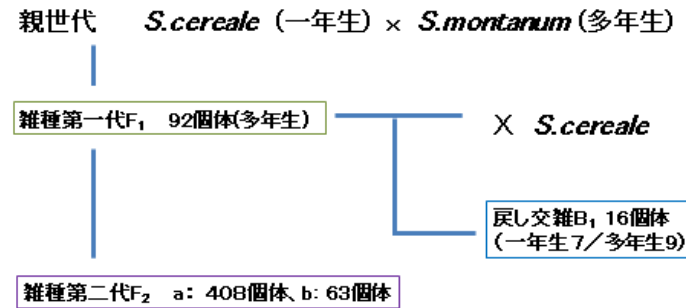 親世代 S.cereale (一年生) × S.montanum (多年生)
雑種第一代F₁ 92個体(多年生)
X S.cereale
戻し交雑B₁ 16個体
(一年生7/多年生9)
雑種第二代F₂ a: 408個体、b: 63個体